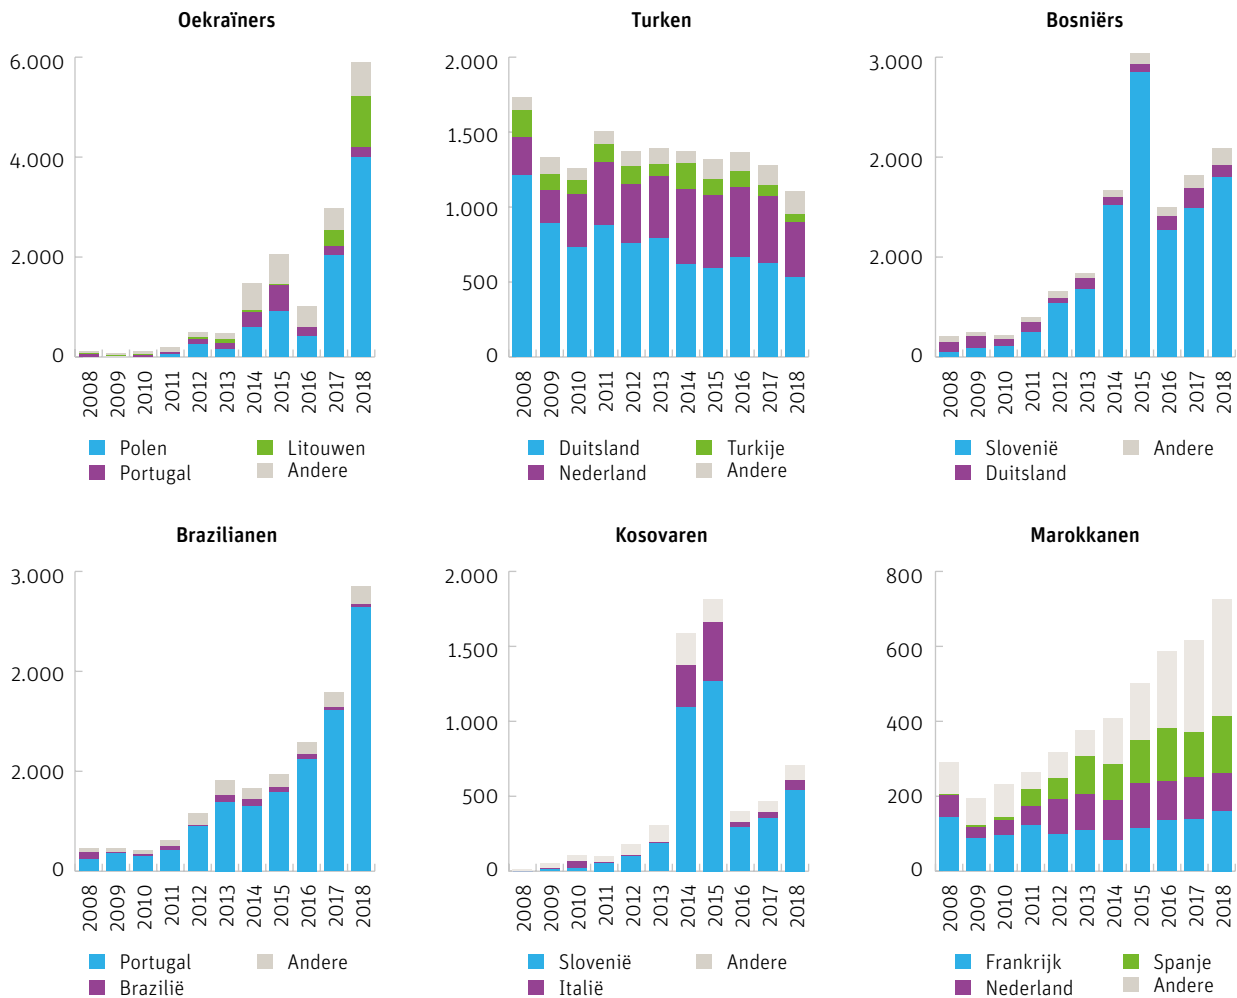 Oekraïners
6.000
4.000
2.000
0
2008 2009 2010 2011 2012 2013 2014 2015 2016 2017 2018
Polen Litouwen
Portugal Andere
Turken
2.000
1.500
1.000
500
0
2008 2009 2010 2011 2012 2013 2014 2015 2016 2017 2018
Duitsland Turkije
Nederland Andere
Bosniërs
3.000
2.000
2.000
0
2008 2009 2010 2011 2012 2013 2014 2015 2016 2017 2018
Slovenië Andere
Duitsland
Brazilianen
3.000
2.000
2.000
0
2008 2009 2010 2011 2012 2013 2014 2015 2016 2017 2018
Portugal Andere
Brazilië
Kosovaren
2.000
1.500
1.000
500
0
2008 2009 2010 2011 2012 2013 2014 2015 2016 2017 2018
Slovenië Andere
Italië
Marokkanen
800
600
400
200
0
2008 2009 2010 2011 2012 2013 2014 2015 2016 2017 2018
Frankrijk Spanje
Nederland Andere